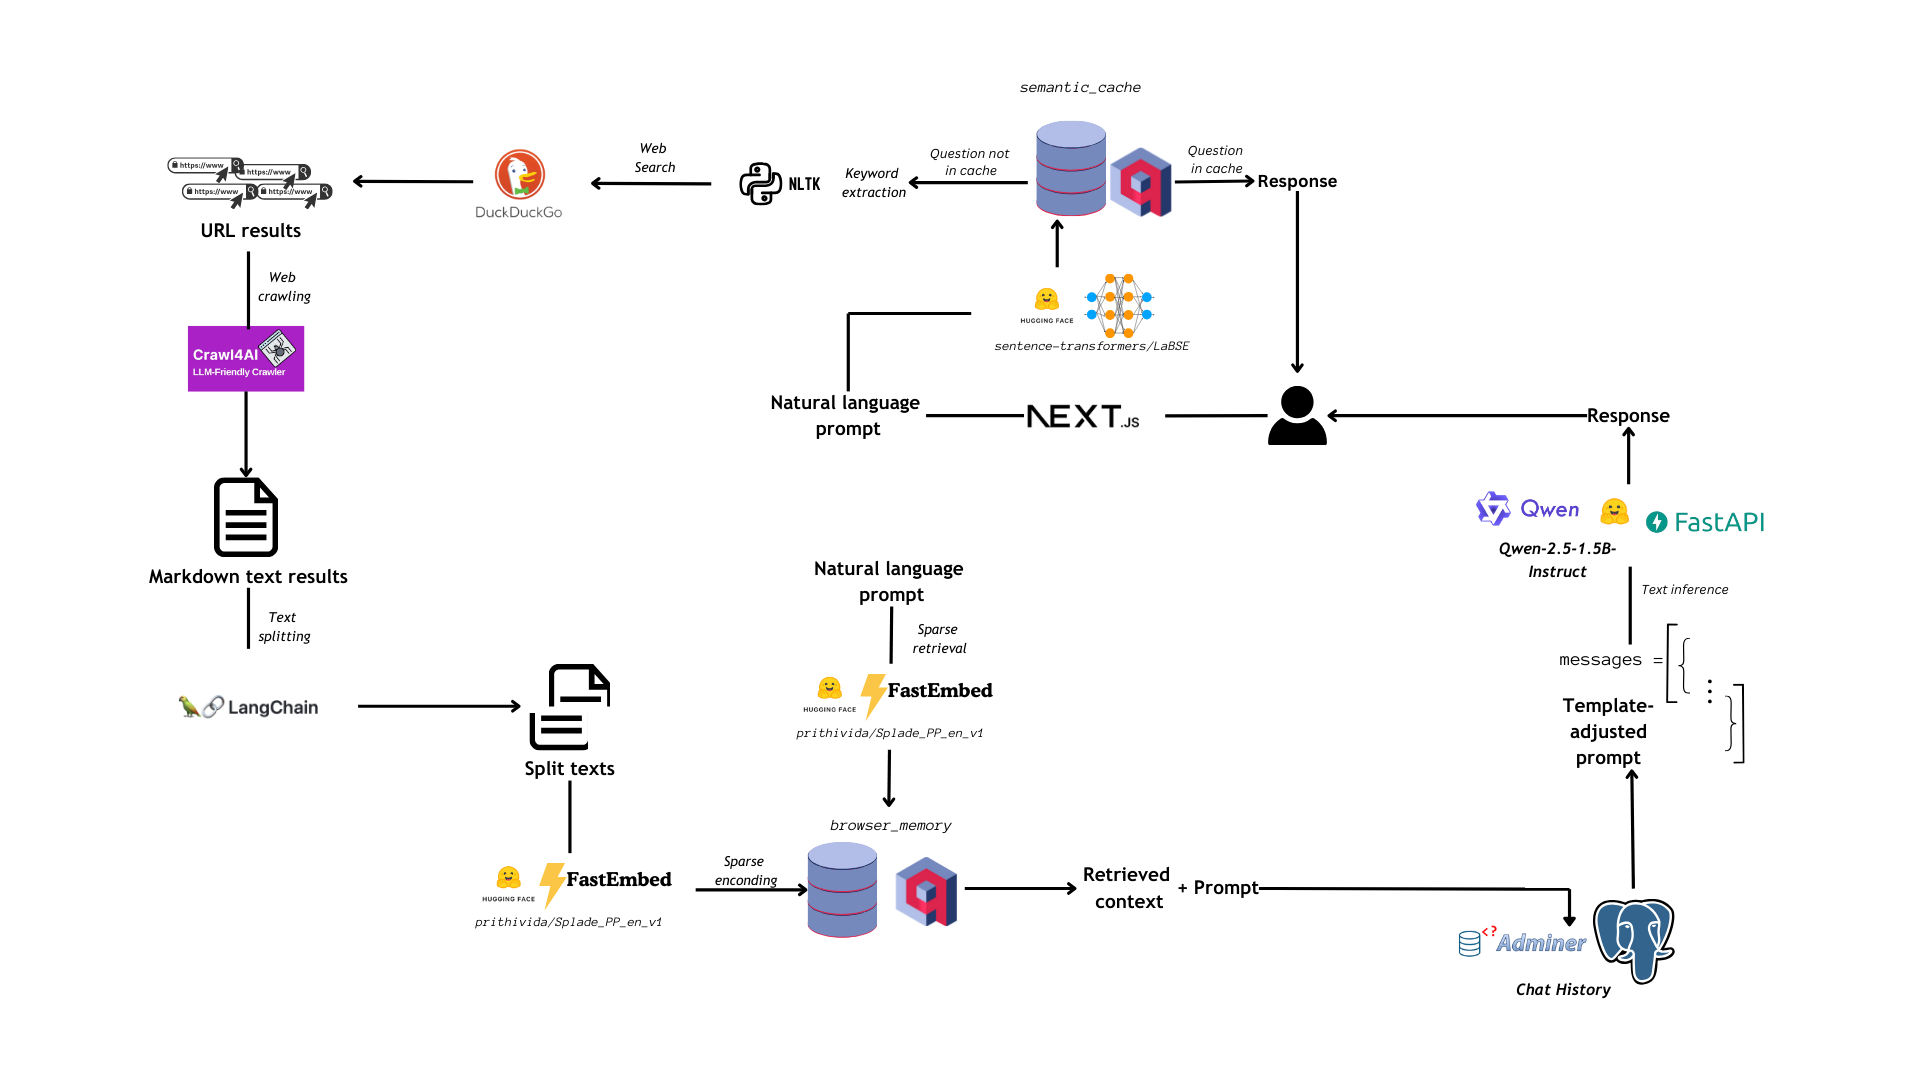 semantic_cache
https://www
https://www
https://www
https://www
URL results
DuckDuckGo
Web
Search
NLTK
Keyword
extraction
Question not
in cache
Question
in cache
Response
Web
crawling
HUGGING FACE
sentence-transformers/LaBSE
Crawl4AI
LLM-Friendly Crawler
Natural language
prompt
NEXT.JS
Response
Markdown text results
Text
splitting
LangChain
Split texts
Natural language
prompt
Sparse
retrieval
HUGGING FACE
FastEmbed
prithivida/Splade_PP_en_v1
browser_memory
HUGGING FACE
FastEmbed
prithivida/Splade_PP_en_v1
Sparse
enconding
Retrieved
context
+ Prompt
Qwen
FastAPI
Qwen-2.5-1.5B-
Instruct
Text inference
messages =[{
⋮
}]
Template-
adjusted
prompt
<?
Adminer
Chat History